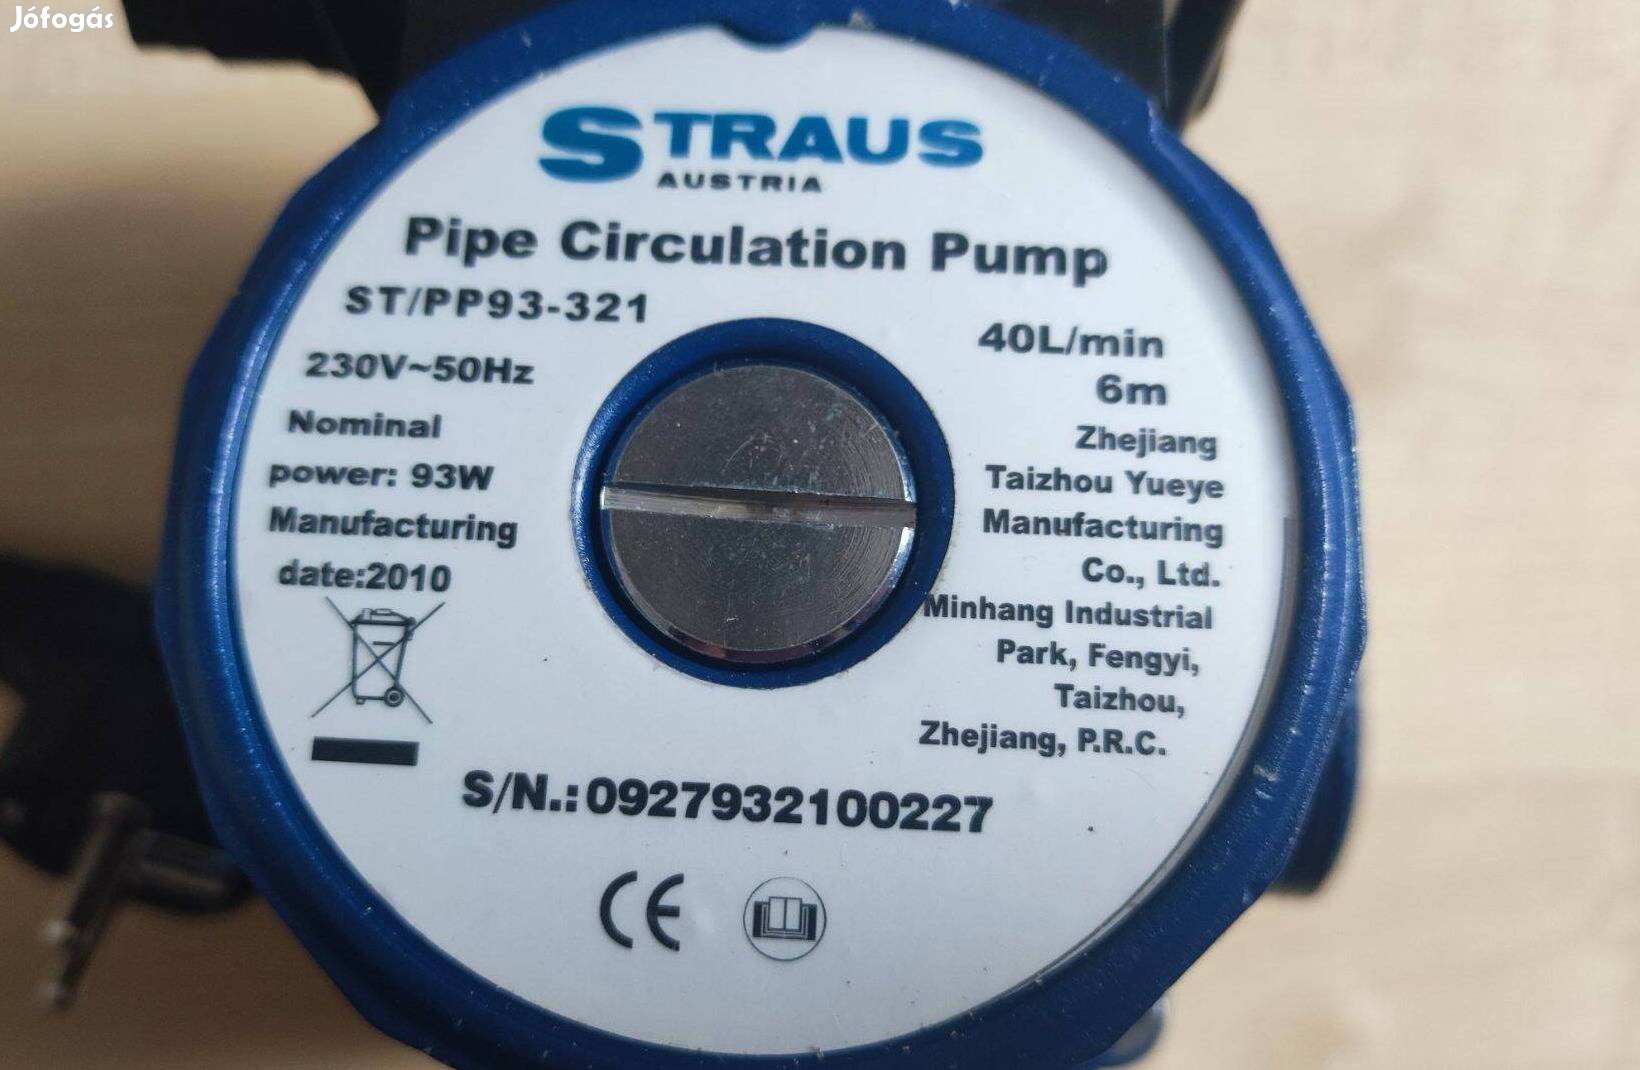 Jófogás
STRAUS
AUSTRIA
Pipe Circulation Pump
ST/PP93-321
230V~50Hz
Nominal
power: 93W
Manufacturing
date:2010
40L/min
6m
Zhejiang
Taizhou Yueye
Manufacturing
Co., Ltd.
Minhang Industrial
Park, Fengyi,
Taizhou,
Zhejiang, P.R.C.
S/N.:0927932100227
CE